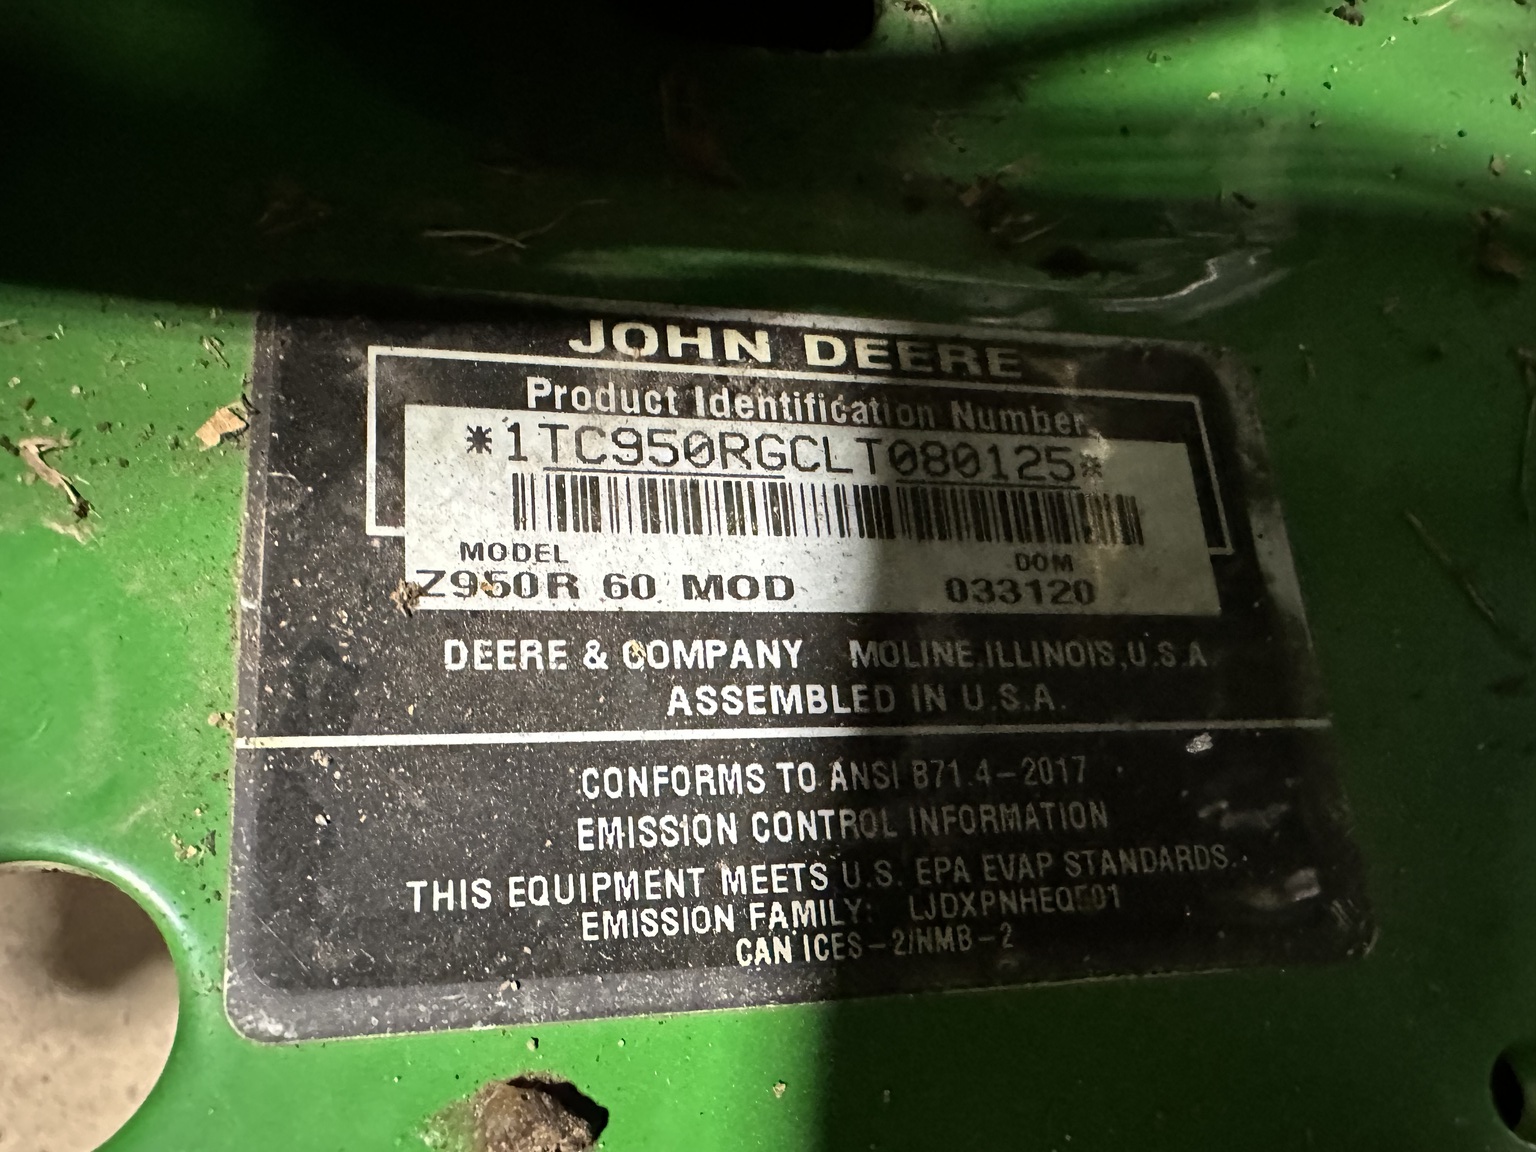 JOHN DEERE
Product Identification Number
*1TC950RGCLT080125*
MODEL DOM
Z950R 60 MOD 033120
DEERE & COMPANY MOLINE, ILLINOIS, U.S.A.
ASSEMBLED IN U.S.A.
CONFORMS TO ANSI B71.4-2017
EMISSION CONTROL INFORMATION
THIS EQUIPMENT MEETS U.S. EPA EVAP STANDARDS.
EMISSION FAMILY:
CAN ICES-2/NMB-2